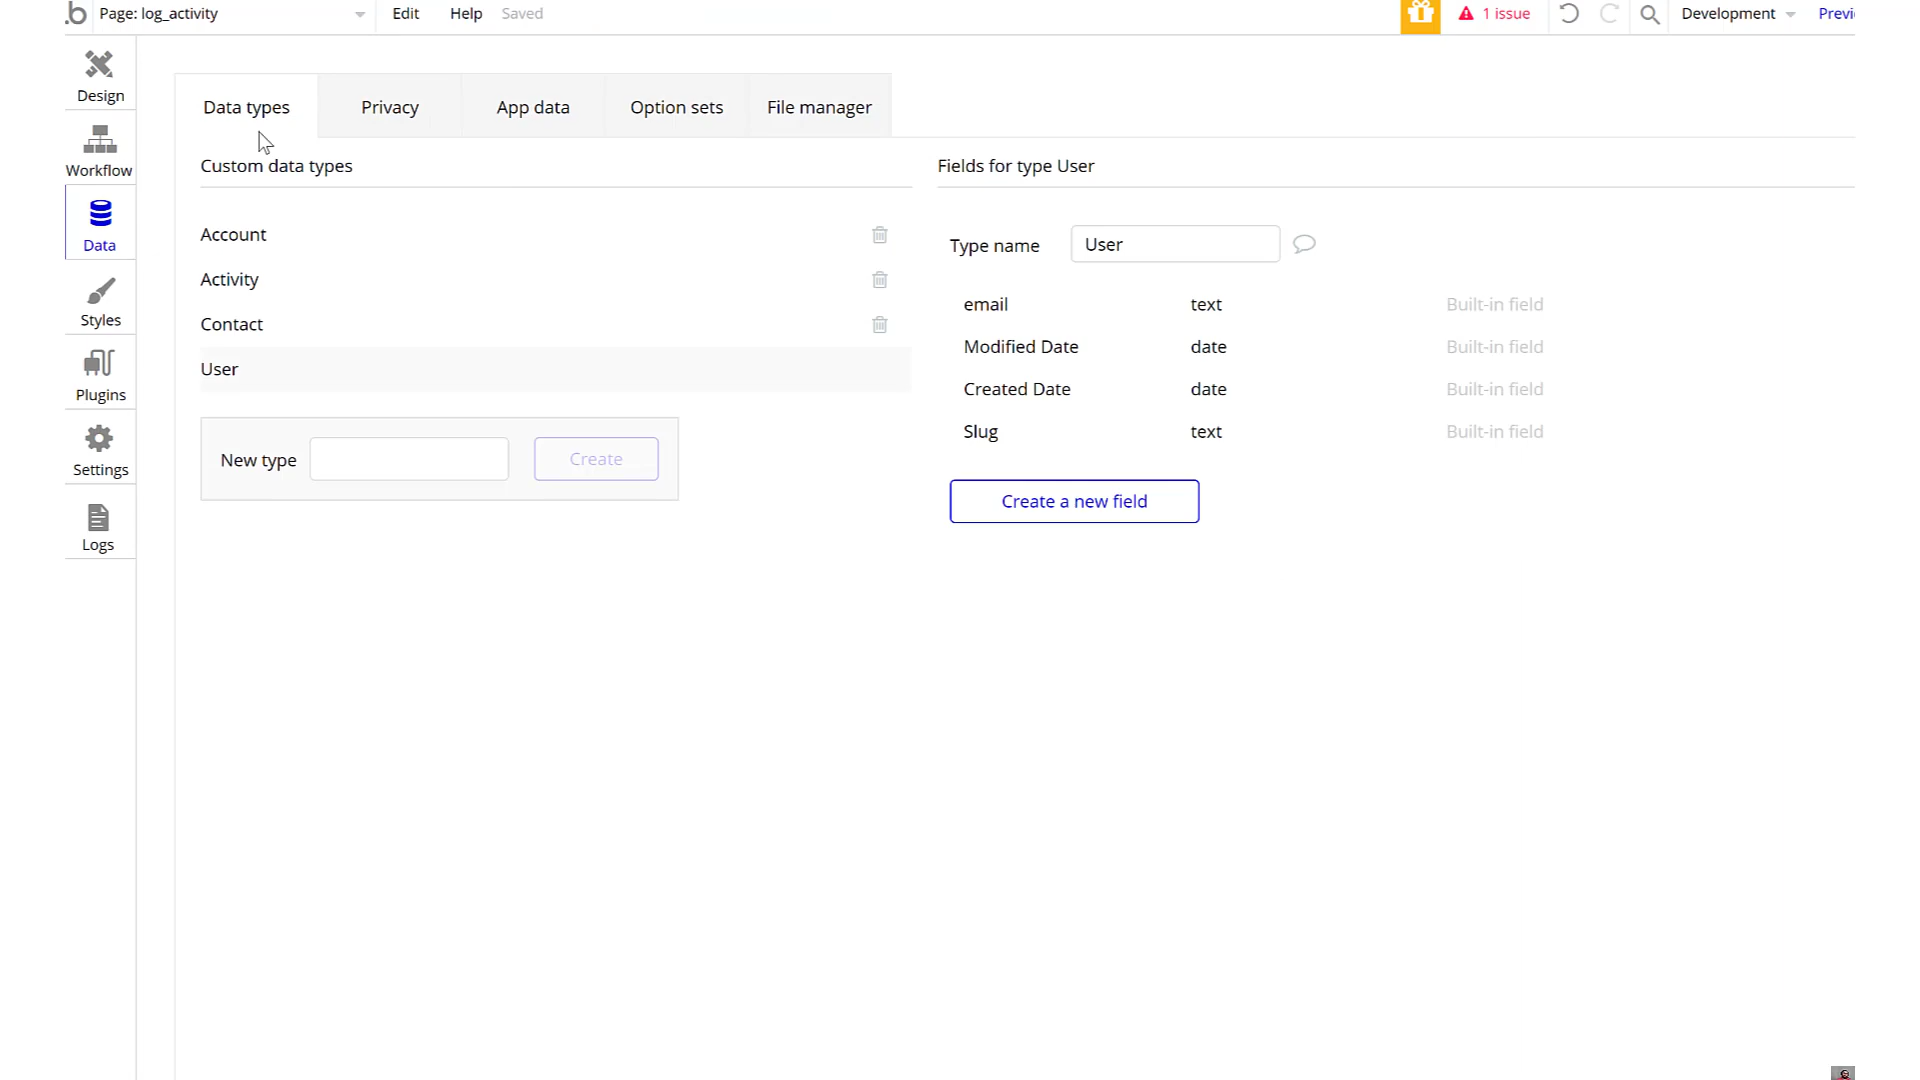 .b Page: log_activity Edit Help Saved 1 issue Development
Design
Workflow
Data
Styles
Plugins
Settings
Logs
Data types Privacy App data Option sets File manager
Custom data types
Account
Activity
Contact
User
New type Create
Fields for type User
Type name User
email text Built-in field
Modified Date date Built-in field
Created Date date Built-in field
Slug text Built-in field
Create a new field